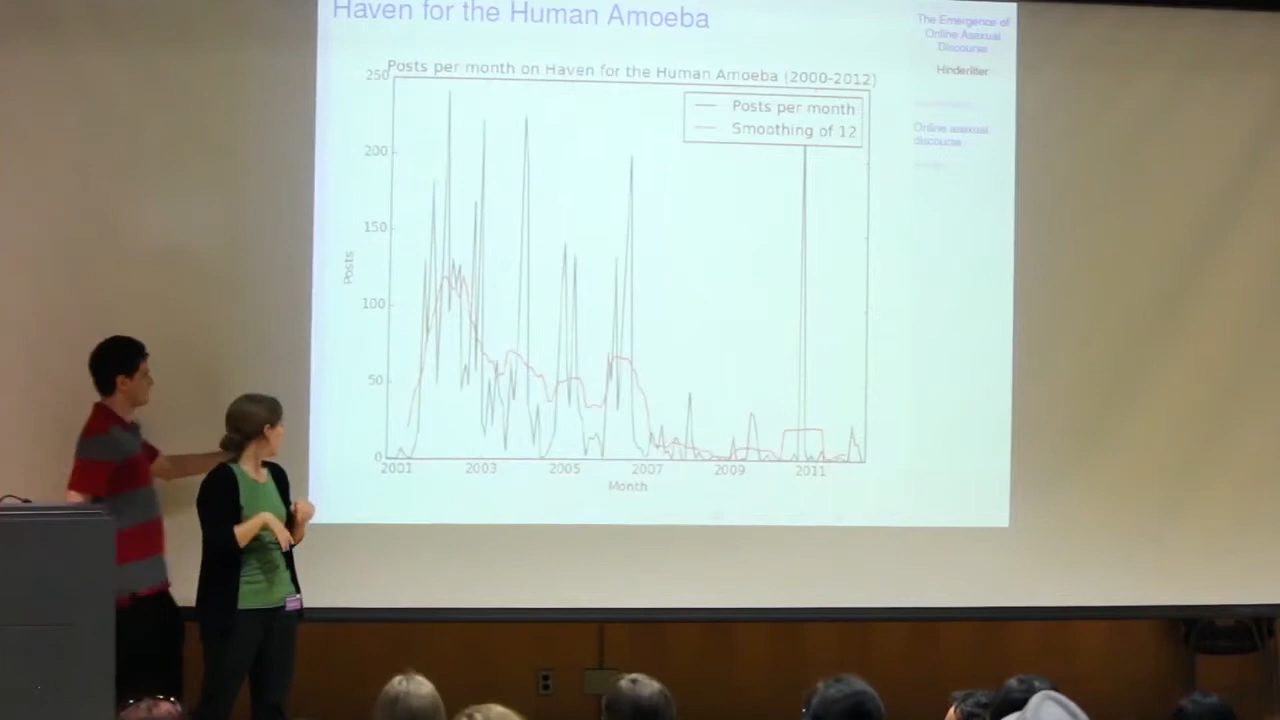 Haven for the Human Amoeba
The Emergence of
Online Asexual
Discourse
Hinderliter
Online asexual
discourse
Posts per month on Haven for the Human Amoeba (2000-2012)
Posts per month
Smoothing of 12
250
200
150
100
50
0
Posts
2001 2003 2005 2007 2009 2011
Month